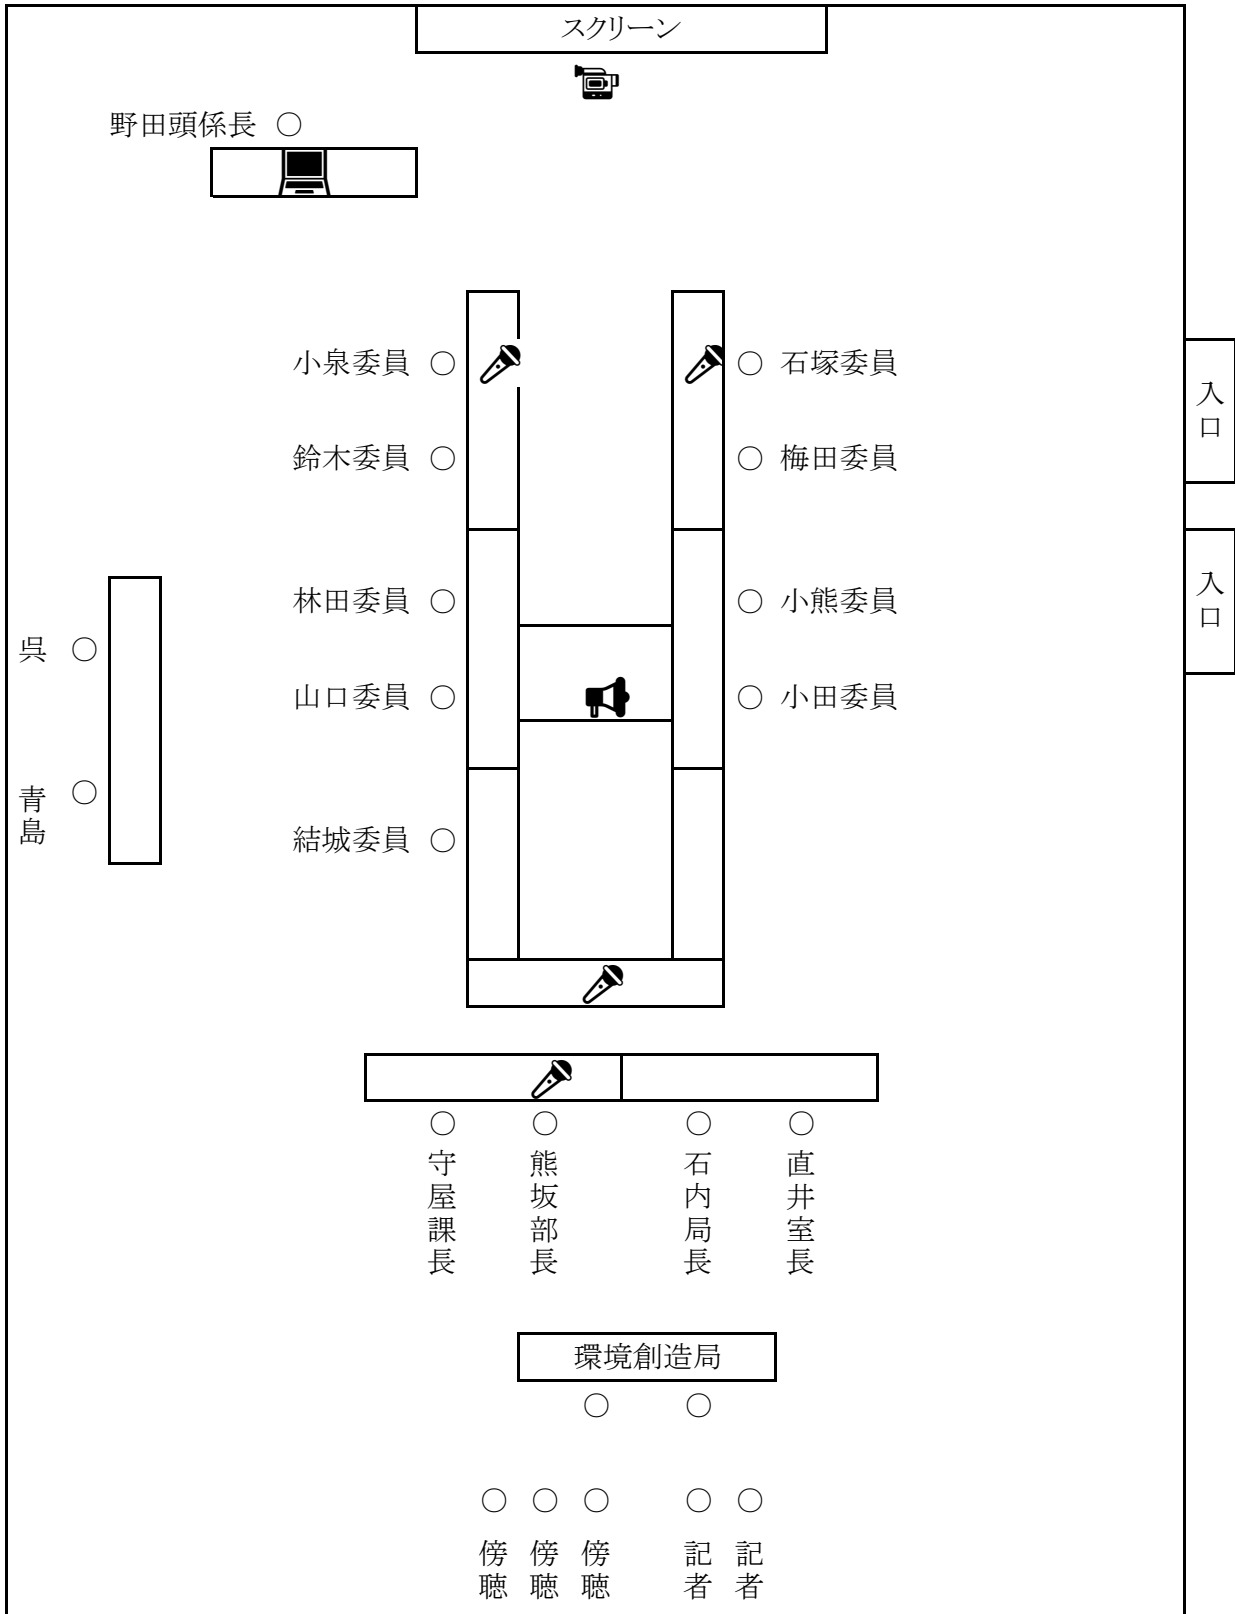 スクリーン
野田頭係長 ○
小泉委員 ○
○ 石塚委員
入口
鈴木委員 ○
○ 梅田委員
入口
林田委員 ○
○ 小熊委員
呉 ○
山口委員 ○
○ 小田委員
青島 ○
結城委員 ○
○ 守屋課長
○ 熊坂部長
○ 石内局長
○ 直井室長
環境創造局
○ ○
○ 傍聴
○ 傍聴
○ 傍聴
○ 記者
○ 記者